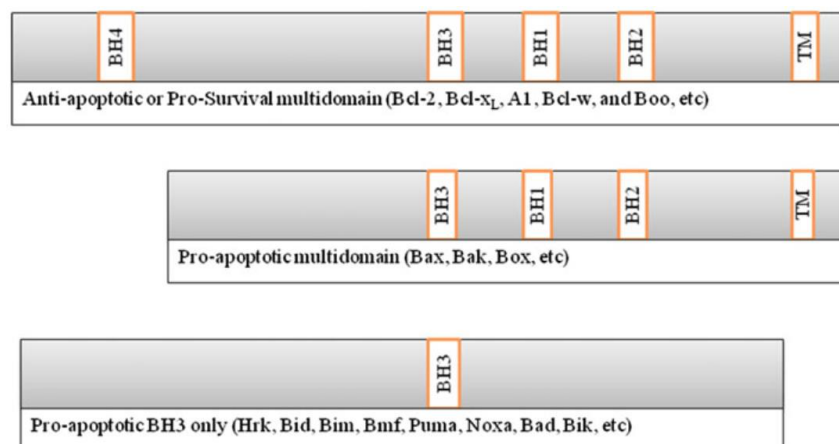 BH4 BH3 BH1 BH2 TM
Anti-apoptotic or Pro-Survival multidomain (Bcl-2, Bcl-xL, A1, Bcl-w, and Boo, etc)
BH3 BH1 BH2 TM
Pro-apoptotic multidomain (Bax, Bak, Box, etc)
BH3
Pro-apoptotic BH3 only (Hrk, Bid, Bim, Bmf, Puma, Noxa, Bad, Bik, etc)